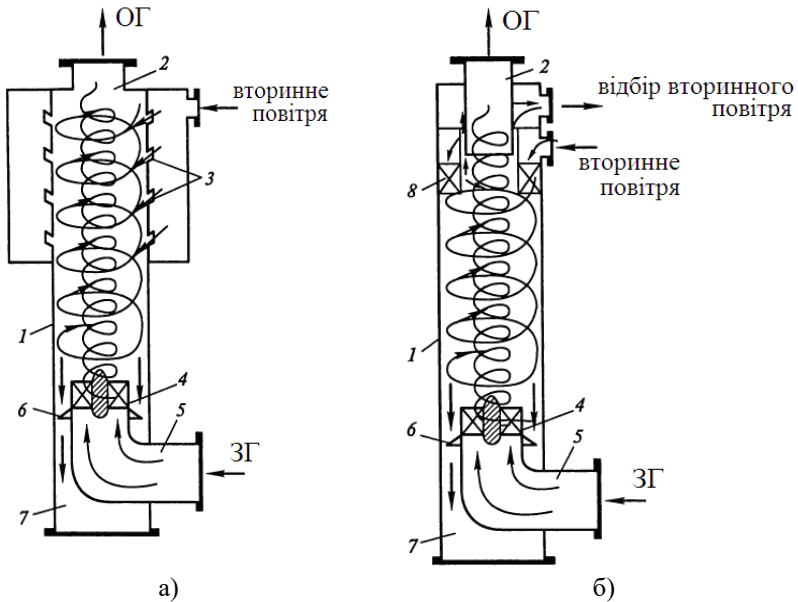 ОГ
2
вторинне
повітря
3
1
4
6
5
ЗГ
7
а)
ОГ
2
відбір вторинного
повітря
вторинне
повітря
8
1
4
6
5
ЗГ
7
б)